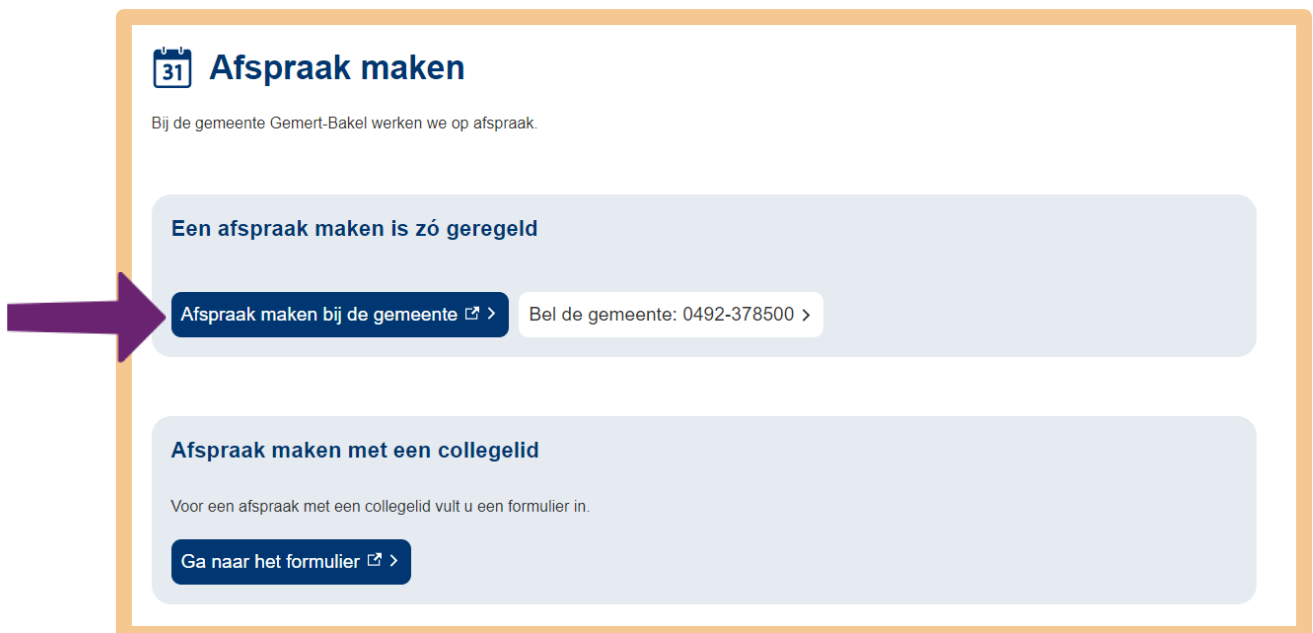 31 Afspraak maken
Bij de gemeente Gemert-Bakel werken we op afspraak.
Een afspraak maken is zó geregeld
Afspraak maken bij de gemeente
Bel de gemeente: 0492-378500
Afspraak maken met een collegelid
Voor een afspraak met een collegelid vult u een formulier in.
Ga naar het formulier